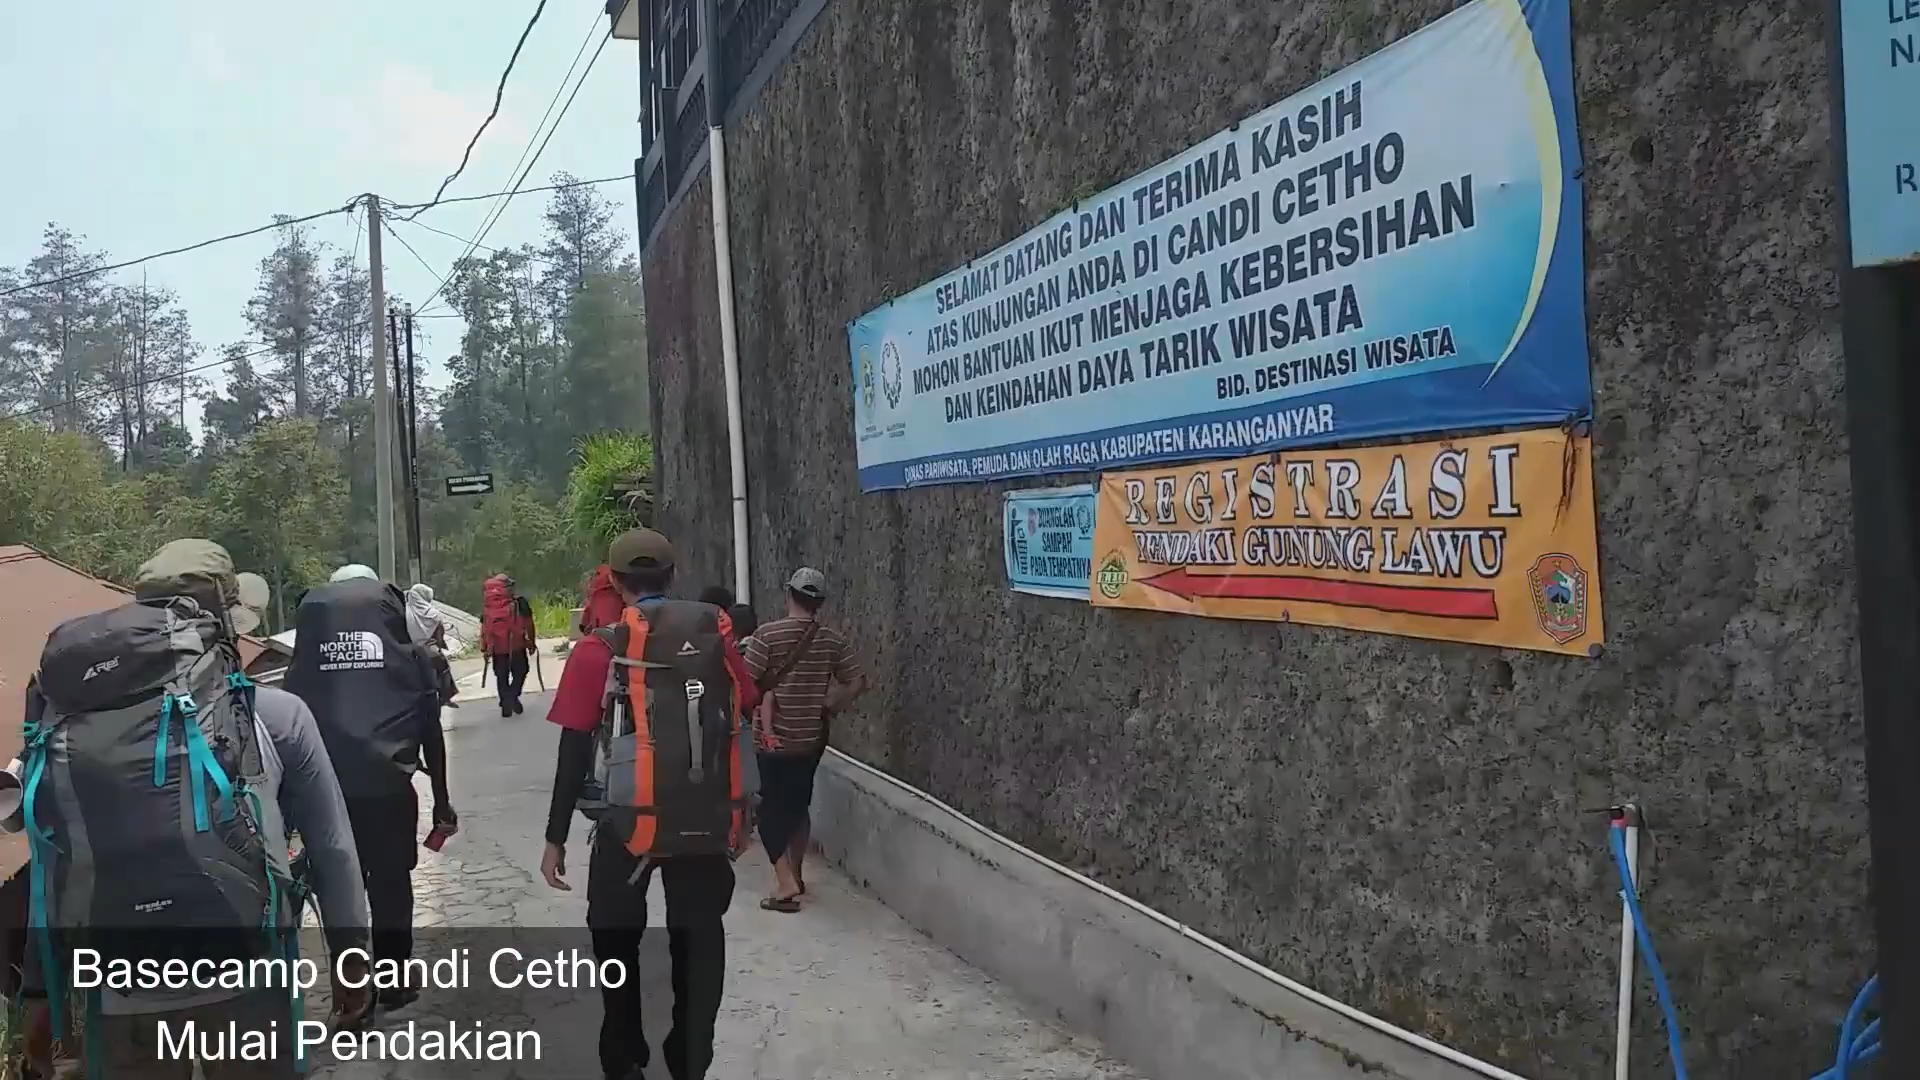 SELAMAT DATANG DAN TERIMA KASIH
ATAS KUNJUNGAN ANDA DI CANDI CETHO
MOHON BANTUAN IKUT MENJAGA KEBERSIHAN
DAN KEINDAHAN DAYA TARIK WISATA
BID. DESTINASI WISATA
DINAS PARIWISATA, PEMUDA DAN OLAH RAGA KABUPATEN KARANGANYAR
BUANGLAH
SAMPAH
PADA TEMPATNYA
REGISTRASI
PENDAKI GUNUNG LAWU
THE
NORTH
FACE
NEVER STOP EXPLORING
Basecamp Candi Cetho
Mulai Pendakian